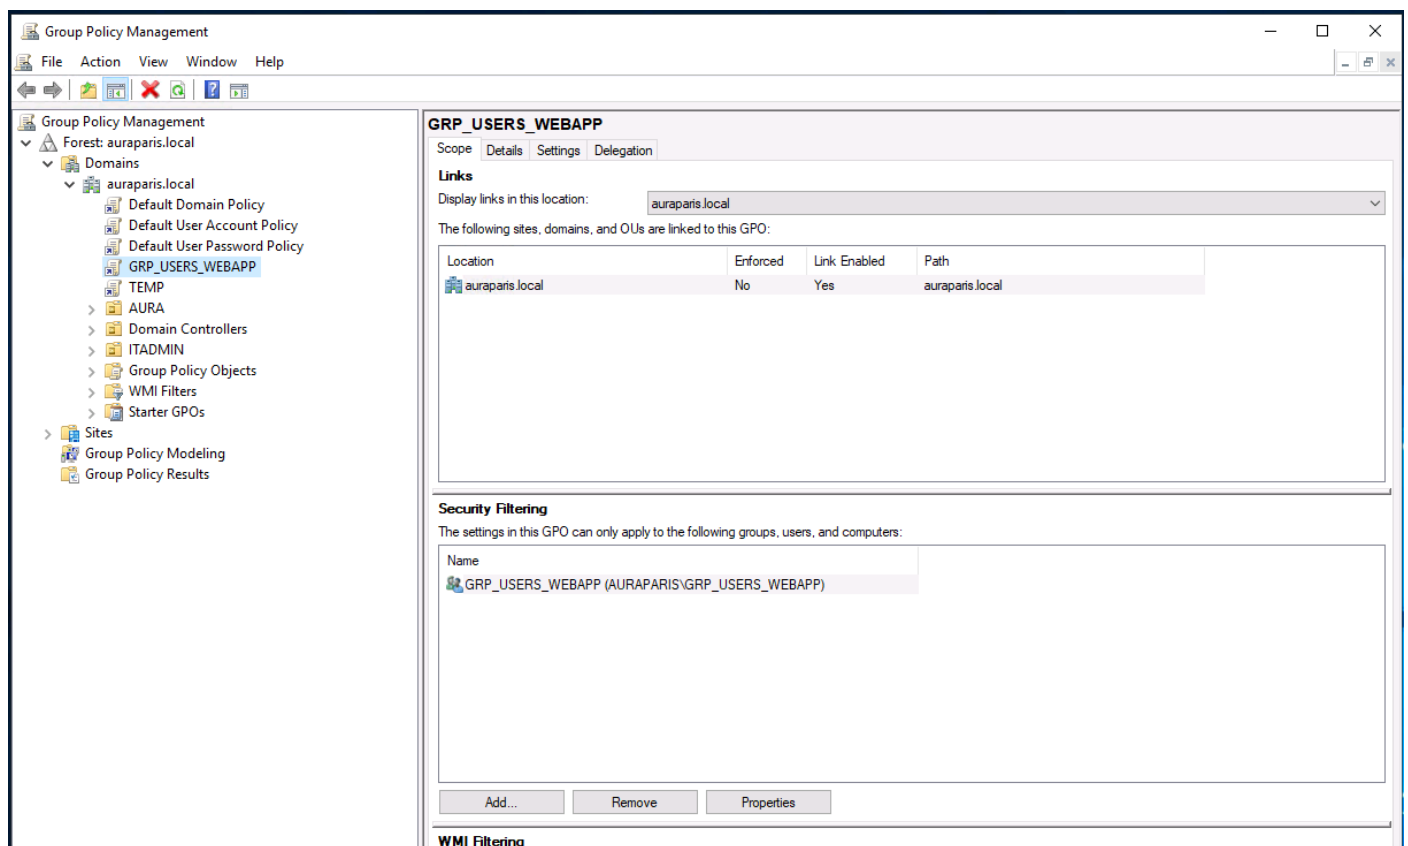 Group Policy Management
File Action View Window Help
Group Policy Management
Forest: auraparis.local
Domains
auraparis.local
Default Domain Policy
Default User Account Policy
Default User Password Policy
GRP_USERS_WEBAPP
TEMP
AURA
Domain Controllers
ITADMIN
Group Policy Objects
WMI Filters
Starter GPOs
Sites
Group Policy Modeling
Group Policy Results
GRP_USERS_WEBAPP
Scope Details Settings Delegation
Links
Display links in this location: auraparis.local
The following sites, domains, and OUs are linked to this GPO:
Location Enforced Link Enabled Path
auraparis.local No Yes auraparis.local
Security Filtering
The settings in this GPO can only apply to the following groups, users, and computers:
Name
GRP_USERS_WEBAPP (AURAPARIS\GRP_USERS_WEBAPP)
Add... Remove Properties
WMI Filtering